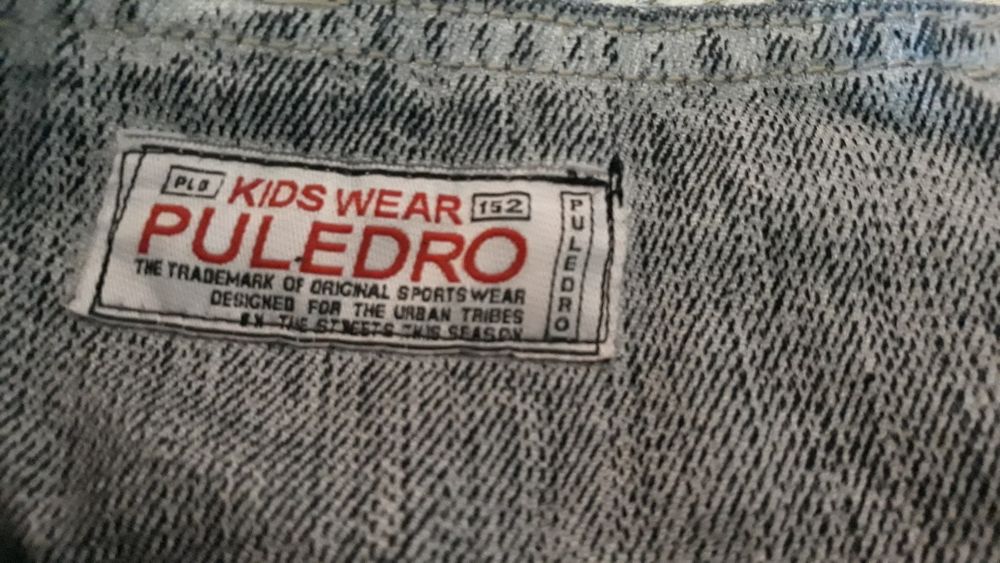 PLD KIDS WEAR 152
PULEDRO
THE TRADEMARK OF ORIGINAL SPORTSWEAR
DESIGNED FOR THE URBAN TRIBES
THE STREETS THIS SEASON
PULEDRO